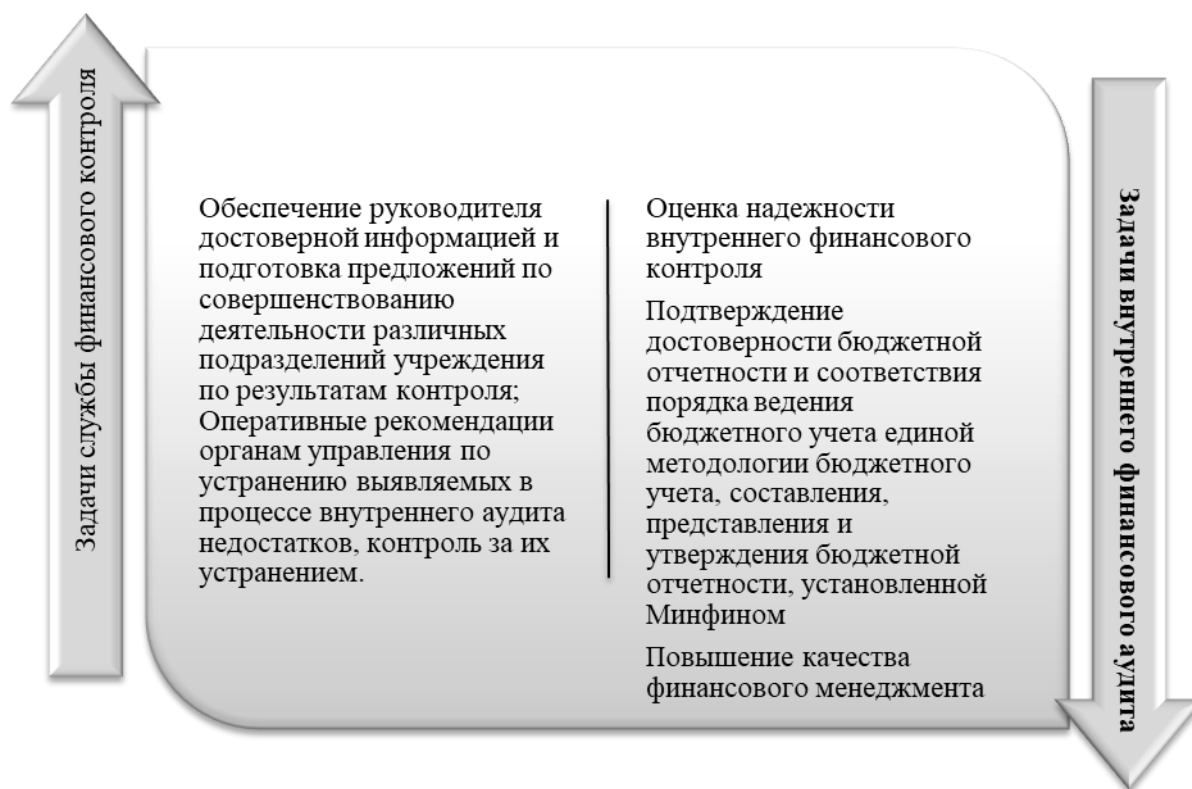 Задачи службы финансового контроля
Обеспечение руководителя
достоверной информацией и
подготовка предложений по
совершенствованию
деятельности различных
подразделений учреждения
по результатам контроля;
Оперативные рекомендации
органам управления по
устранению выявляемых в
процессе внутреннего аудита
недостатков, контроль за их
устранением.
Оценка надежности
внутреннего финансового
контроля
Подтверждение
достоверности бюджетной
отчетности и соответствия
порядка ведения
бюджетного учета единой
методологии бюджетного
учета, составления,
представления и
утверждения бюджетной
отчетности, установленной
Минфином
Повышение качества
финансового менеджмента
Задачи внутреннего финансового аудита